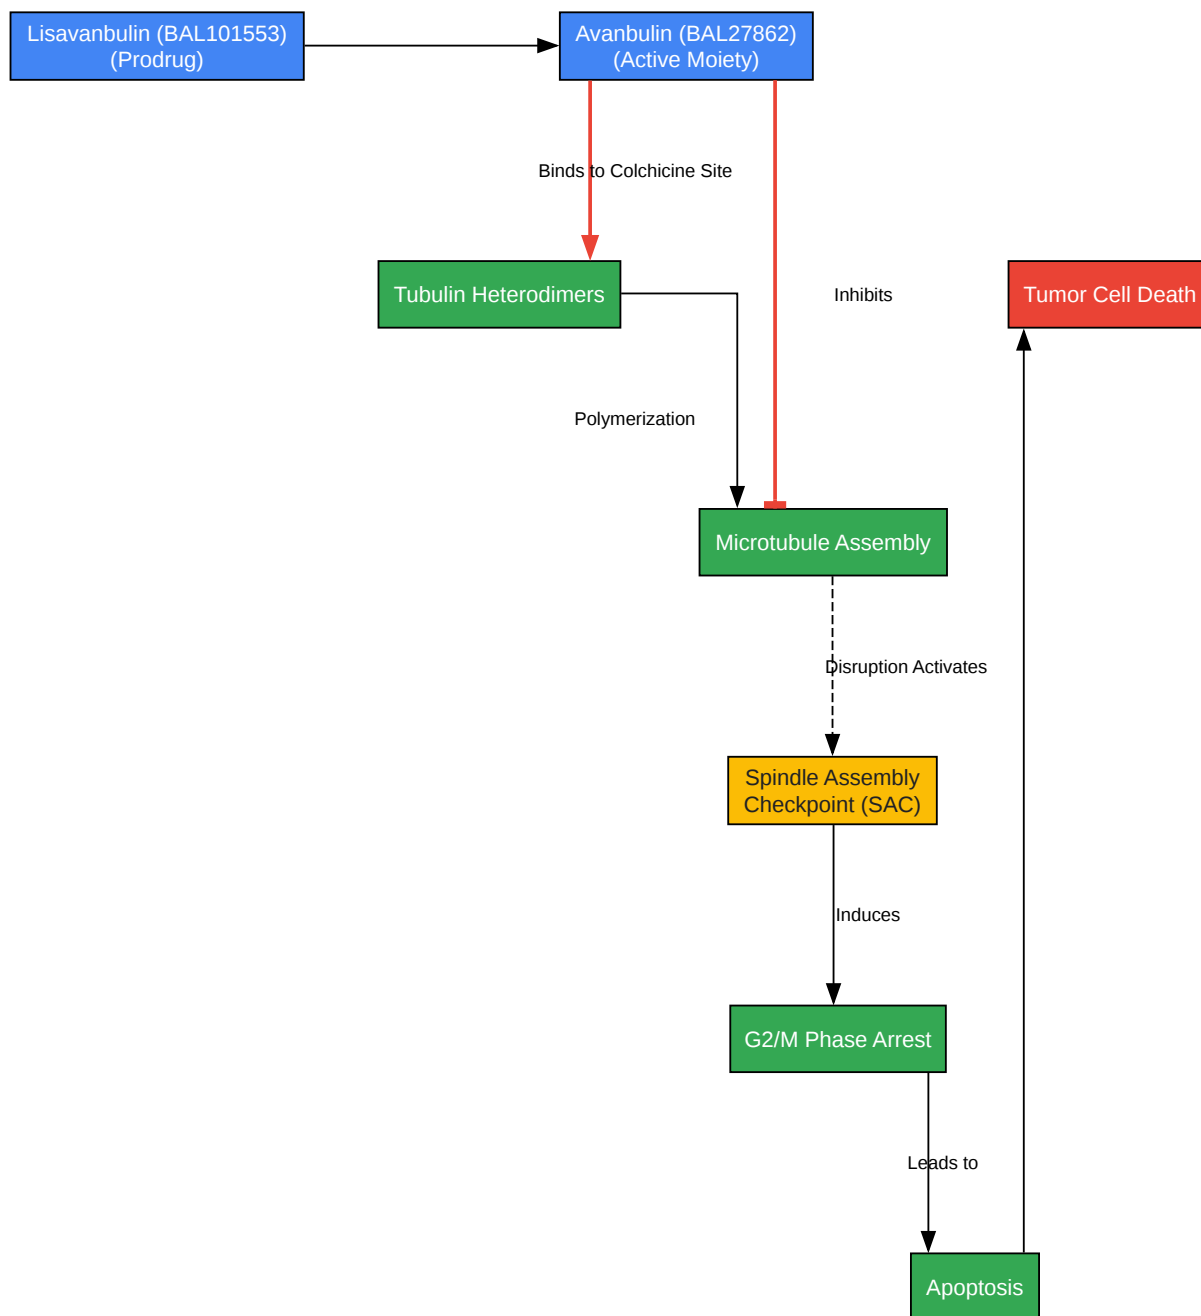 Lisavanbulin (BAL101553)
(Prodrug)
Avanbulin (BAL27862)
(Active Moiety)
Binds to Colchicine Site
Tubulin Heterodimers
Inhibits
Tumor Cell Death
Polymerization
Microtubule Assembly
Disruption Activates
Spindle Assembly
Checkpoint (SAC)
Induces
G2/M Phase Arrest
Leads to
Apoptosis